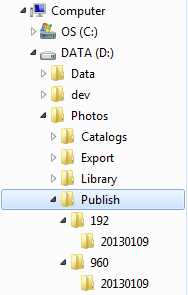 Computer
OS (C:)
DATA (D:)
Data
dev
Photos
Catalogs
Export
Library
Publish
192
20130109
960
20130109